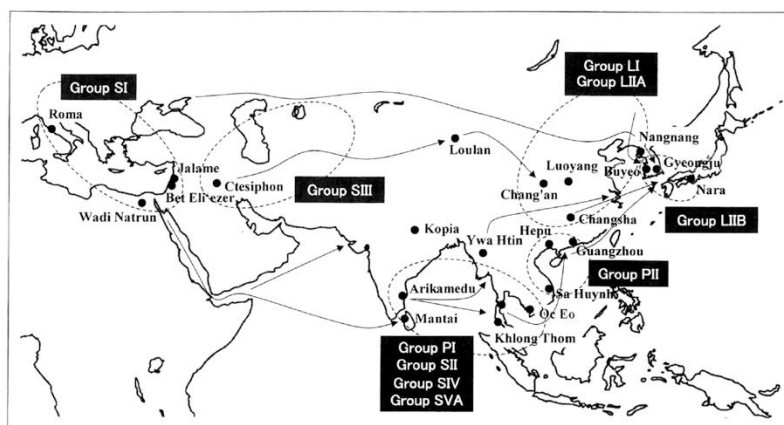 Group LI
Group LIIA
Group SI
Roma
Nangnang
Loulan
Luoyang
Buyeo
Gyeongju
Jalame
Bet Eli'ezer
Ctesiphon
Group SIII
Chang'an
Nara
Wadi Natrun
Changsha
Group LIIB
Kopia
Ywa Htin
Hepu
Guangzhou
Group PII
Arikamedu
Sa Huynh
Mantai
Oc Eo
Khlong Thom
Group PI
Group SII
Group SIV
Group SVA